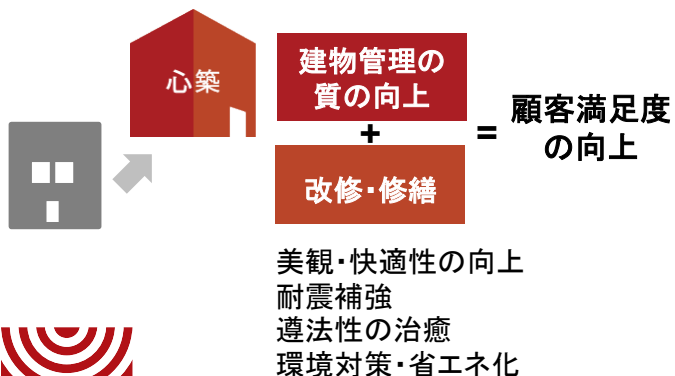 心築
建物管理の
質の向上
+
改修・修繕
=
顧客満足度
の向上
美観・快適性の向上
耐震補強
遵法性の治癒
環境対策・省エネ化